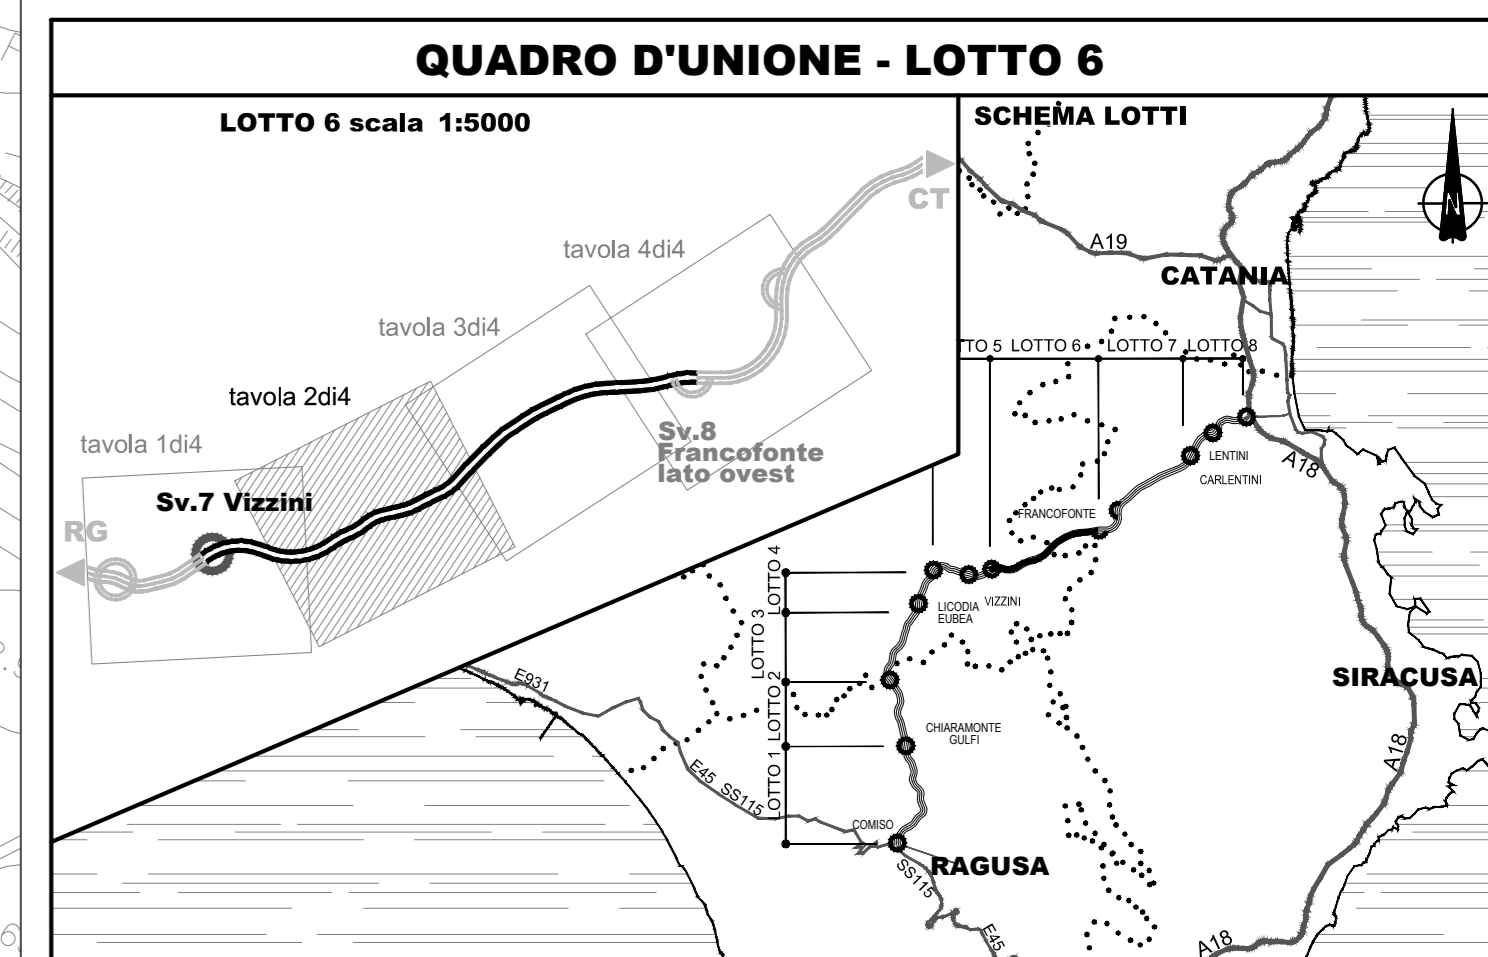 QUADRO D'UNIONE - LOTTO 6
LOTTO 6 scala 1:5000
SCHEMA LOTTI
CT
N
A19
tavola 4di4
CATANIA
tavola 3di4
TTO 5
LOTTO 6
LOTTO 7
LOTTO 8
tavola 2di4
tavola 1di4
Sv.8
Francofonte
lato ovest
LENTINI
A18
CARLENTINI
Sv.7 Vizzini
RG
FRANCOFONTE
LOTTO 4
LOTTO 3
LOTTO 2
LOTTO 1
VIZZINI
LICODIA
EUBEA
E931
SIRACUSA
CHIARAMONTE
GULFI
A18
E45
SS115
COMISO
RAGUSA
SS115
E45
A18